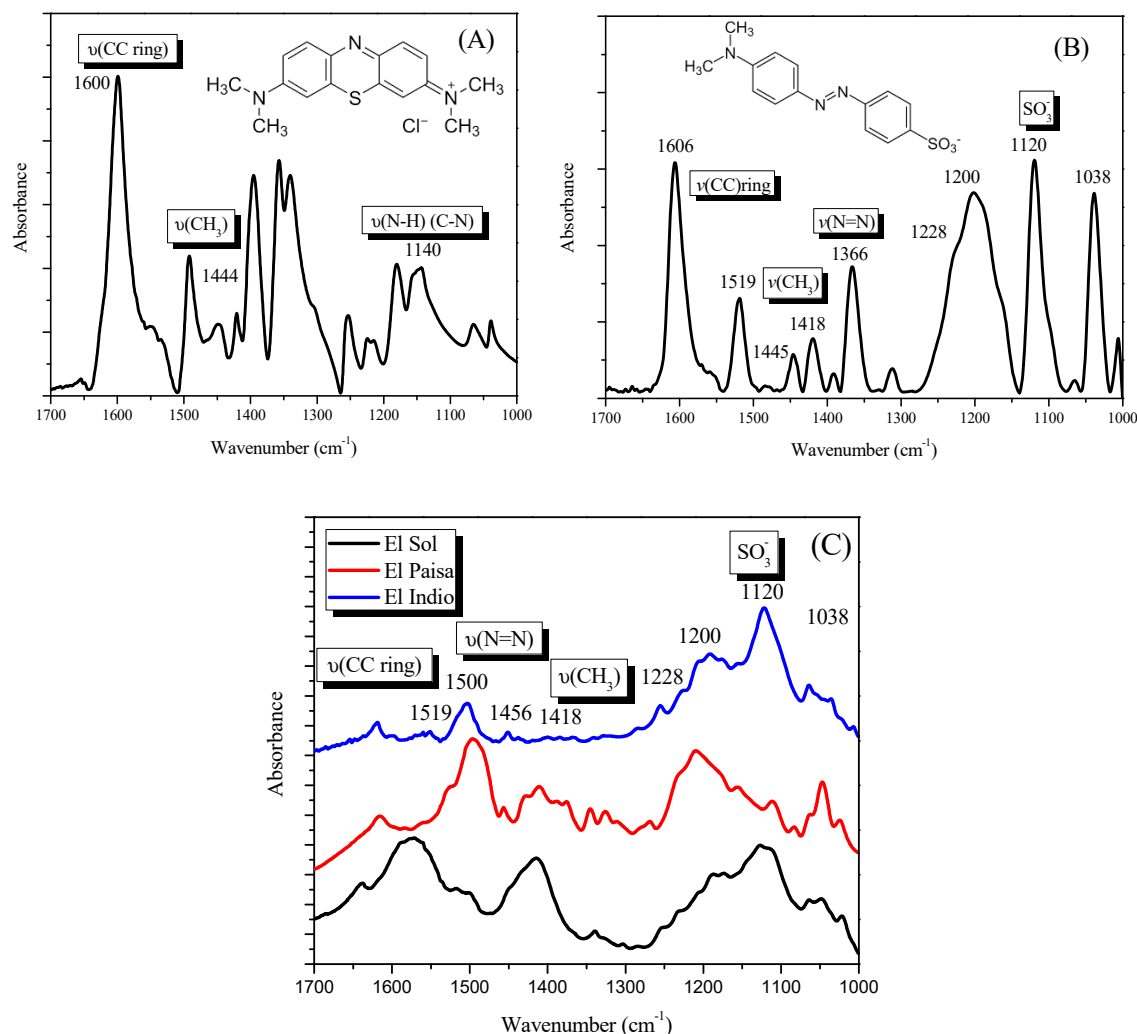 (A)
υ(CC ring)
1600
N
H₃C
N
S
N⁺
CH₃
CH₃
CH₃
Cl⁻
υ(CH₃)
1444
υ(N-H) (C-N)
1140
Absorbance
1700 1600 1500 1400 1300 1200 1100 1000
Wavenumber (cm⁻¹)
(B)
CH₃
H₃C
N
N=N
SO₃⁻
SO₃⁻
1606
1120
ν(CC)ring
1200
1038
ν(N=N)
1228
1366
1519
ν(CH₃)
1418
1445
Absorbance
1700 1600 1500 1400 1300 1200 1100 1000
Wavenumber (cm⁻¹)
(C)
El Sol
El Paisa
El Indio
SO₃⁻
1120
1038
υ(N=N)
1200
υ(CC ring)
υ(CH₃)
1500
1228
1519
1456
1418
Absorbance
1700 1600 1500 1400 1300 1200 1100 1000
Wavenumber (cm⁻¹)